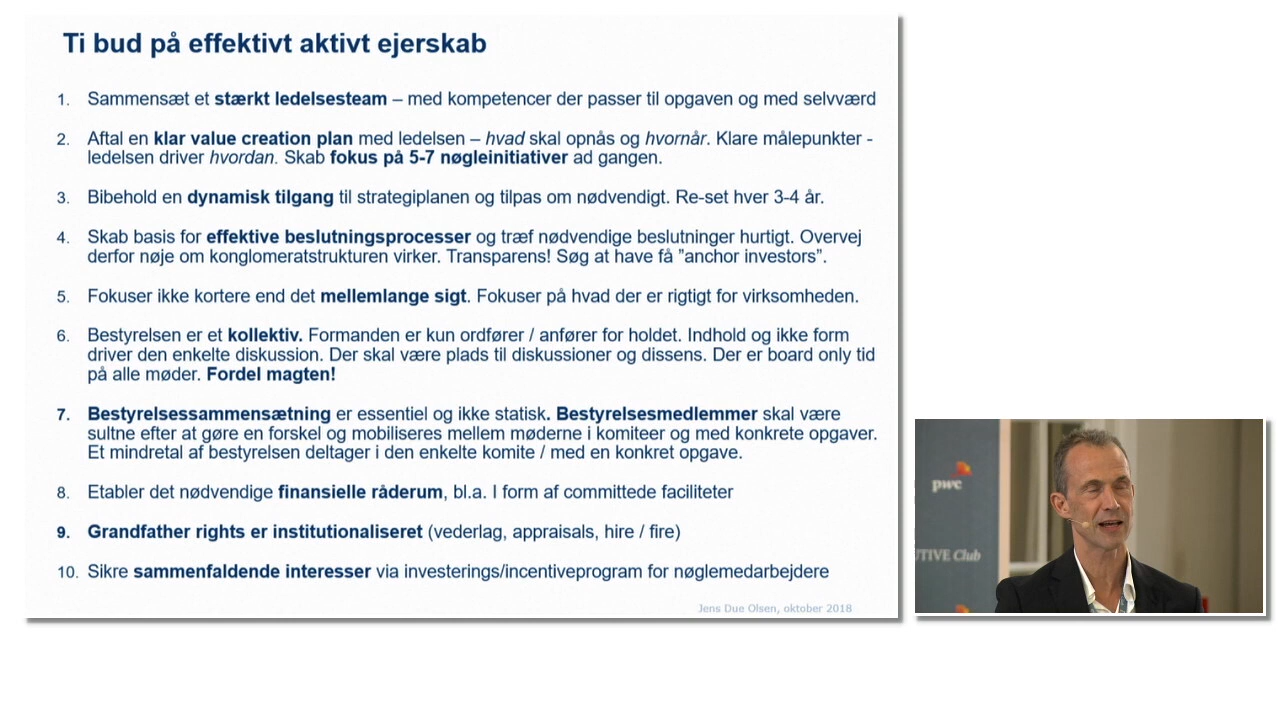 Ti bud på effektivt aktivt ejerskab
1. Sammensæt et stærkt ledelsesteam – med kompetencer der passer til opgaven og med selvværd
2. Aftal en klar value creation plan med ledelsen – hvad skal opnås og hvornår. Klare målepunkter -
ledelsen driver hvordan. Skab fokus på 5-7 nøgleinitiativer ad gangen.
3. Bibehold en dynamisk tilgang til strategiplanen og tilpas om nødvendigt. Re-set hver 3-4 år.
4. Skab basis for effektive beslutningsprocesser og træf nødvendige beslutninger hurtigt. Overvej
derfor nøje om konglomeratstrukturen virker. Transparens! Søg at have få ”anchor investors”.
5. Fokuser ikke kortere end det mellemlange sigt. Fokuser på hvad der er rigtigt for virksomheden.
6. Bestyrelsen er et kollektiv. Formanden er kun ordfører / anfører for holdet. Indhold og ikke form
driver den enkelte diskussion. Der skal være plads til diskussioner og dissens. Der er board only tid
på alle møder. Fordel magten!
7. Bestyrelsessammensætning er essentiel og ikke statisk. Bestyrelsesmedlemmer skal være
sultne efter at gøre en forskel og mobiliseres mellem møderne i komiteer og med konkrete opgaver.
Et mindretal af bestyrelsen deltager i den enkelte komite / med en konkret opgave.
8. Etabler det nødvendige finansielle råderum, bl.a. I form af committede faciliteter
9. Grandfather rights er institutionaliseret (vederlag, appraisals, hire / fire)
10. Sikre sammenfaldende interesser via investerings/incentiveprogram for nøglemedarbejdere
Jens Due Olsen, oktober 2018
pwc
UTIVE Club